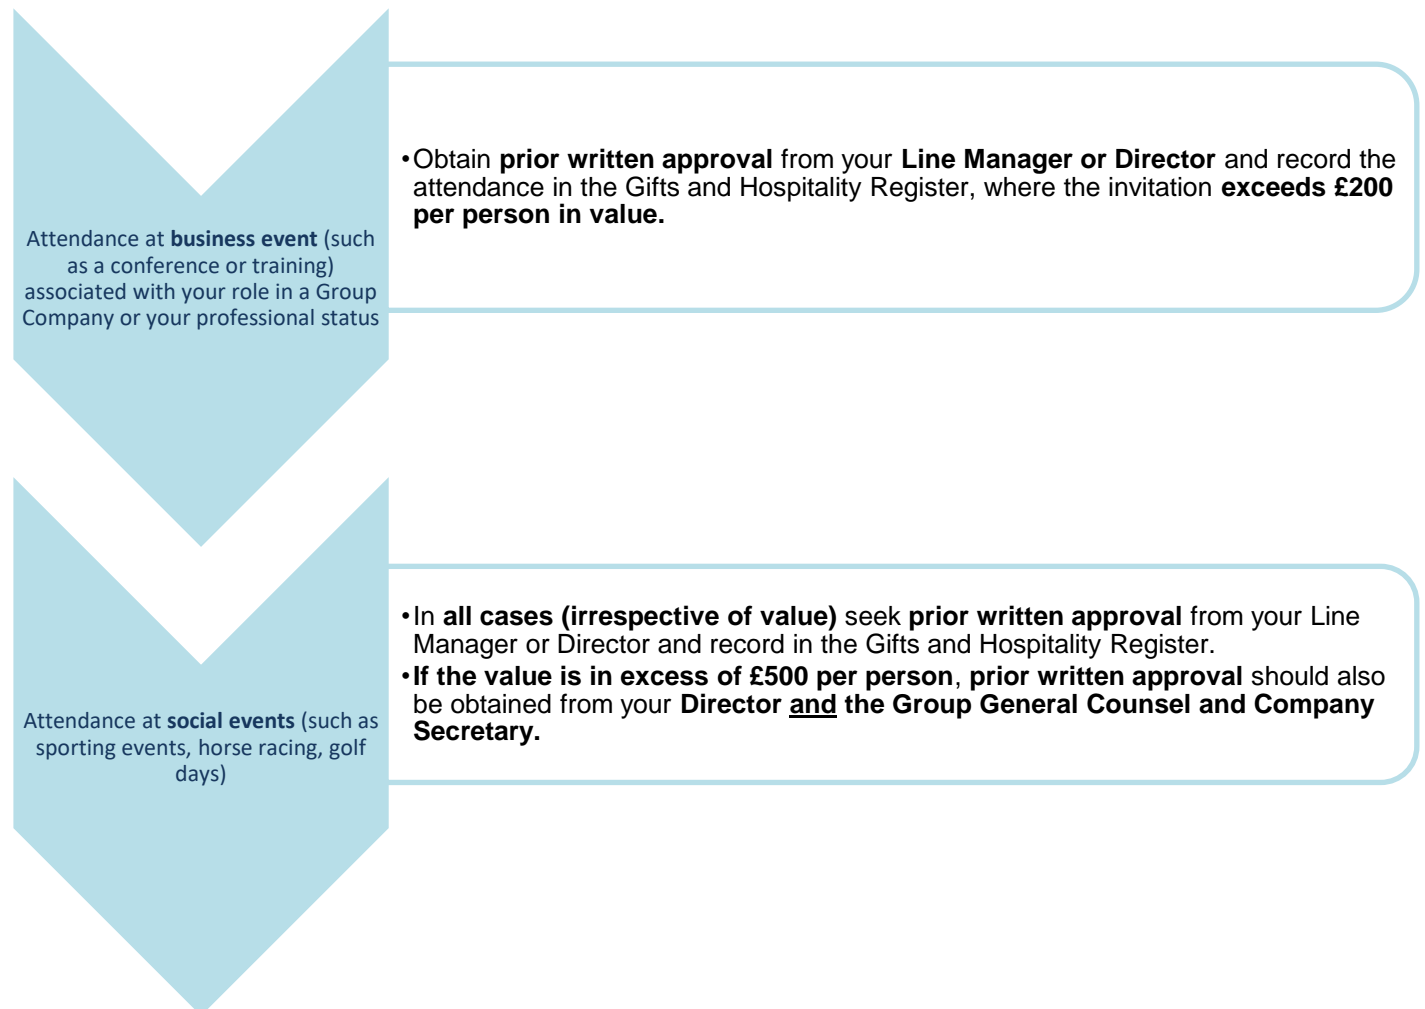 Attendance at business event (such
as a conference or training)
associated with your role in a Group
Company or your professional status
•Obtain prior written approval from your Line Manager or Director and record the
attendance in the Gifts and Hospitality Register, where the invitation exceeds £200
per person in value.
Attendance at social events (such as
sporting events, horse racing, golf
days)
•In all cases (irrespective of value) seek prior written approval from your Line
Manager or Director and record in the Gifts and Hospitality Register.
•If the value is in excess of £500 per person, prior written approval should also
be obtained from your Director and the Group General Counsel and Company
Secretary.